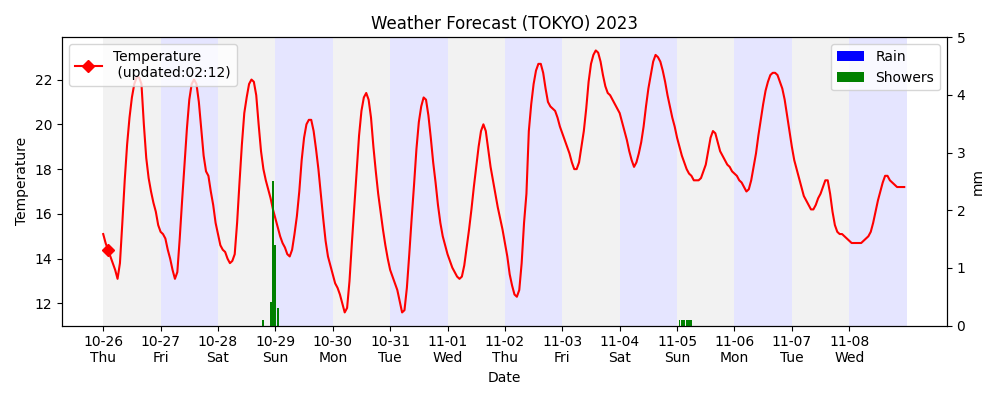 Weather Forecast (TOKYO) 2023
Temperature
(updated:02:12)
Rain
Showers
Temperature
22
20
18
16
14
12
5
4
3
2
1
0
mm
10-26 10-27 10-28 10-29 10-30 10-31 11-01 11-02 11-03 11-04 11-05 11-06 11-07 11-08
Thu Fri Sat Sun Mon Tue Wed Thu Fri Sat Sun Mon Tue Wed
Date